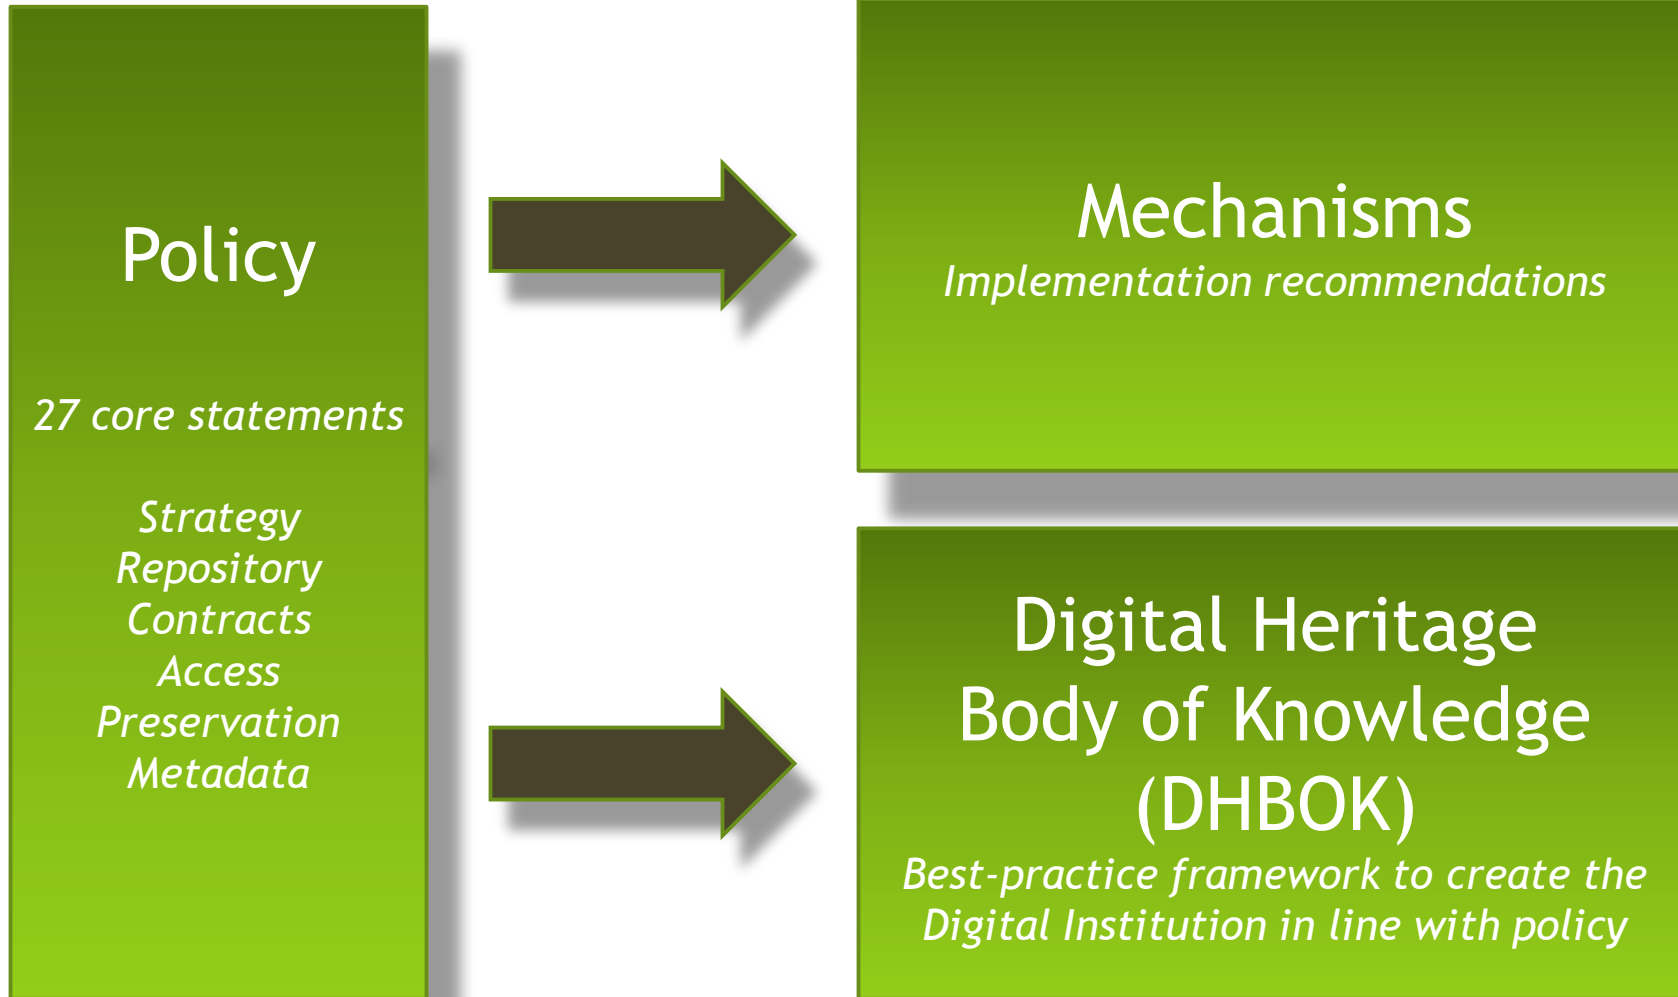 Policy
27 core statements
Strategy
Repository
Contracts
Access
Preservation
Metadata
Mechanisms
Implementation recommendations
Digital Heritage
Body of Knowledge
(DHBOK)
Best-practice framework to create the
Digital Institution in line with policy